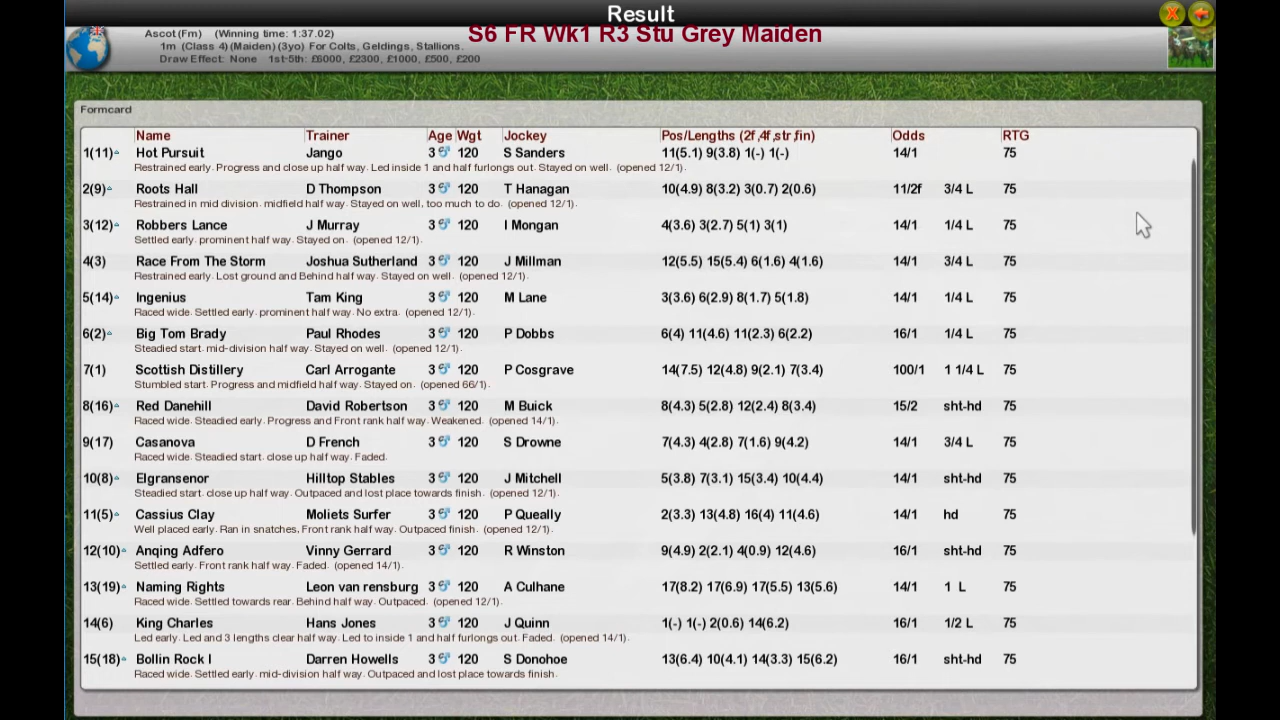 Result
S6 FR Wk1 R3 Stu Grey Maiden
Ascot(Fm) (Winning time: 1:37.02)
1m (Class 4)(Maiden)(3yo) For Colts, Geldings, Stallions.
Draw Effect: None 1st-5th: £6000, £2300, £1000, £500, £200
Formcard
Name Trainer Age Wgt Jockey Pos/Lengths (2f,4f,str,fin) Odds RTG
1(11) Hot Pursuit Jango 3 120 S Sanders 11(5.1) 9(3.8) 1(-) 1(-) 14/1 75
Restrained early. Progress and close up half way. Led inside 1 and half furlongs out. Stayed on well. (opened 12/1).
2(9) Roots Hall D Thompson 3 120 T Hanagan 10(4.9) 8(3.2) 3(0.7) 2(0.6) 11/2f 3/4 L 75
Restrained in mid division. midfield half way. Stayed on well, too much to do. (opened 12/1).
3(12) Robbers Lance J Murray 3 120 I Mongan 4(3.6) 3(2.7) 5(1) 3(1) 14/1 1/4 L 75
Settled early. prominent half way. Stayed on. (opened 12/1).
4(3) Race From The Storm Joshua Sutherland 3 120 J Millman 12(5.5) 15(5.4) 6(1.6) 4(1.6) 14/1 3/4 L 75
Restrained early. Lost ground and Behind half way. Stayed on well. (opened 12/1).
5(14) Ingenius Tam King 3 120 M Lane 3(3.6) 6(2.9) 8(1.7) 5(1.8) 14/1 1/4 L 75
Raced wide. Settled early. prominent half way. No extra. (opened 12/1).
6(2) Big Tom Brady Paul Rhodes 3 120 P Dobbs 6(4) 11(4.6) 11(2.3) 6(2.2) 16/1 1/4 L 75
Steadied start. mid-division half way. Stayed on well. (opened 12/1).
7(1) Scottish Distillery Carl Arrogante 3 120 P Cosgrave 14(7.5) 12(4.8) 9(2.1) 7(3.4) 100/1 1 1/4 L 75
Stumbled start. Progress and midfield half way. Stayed on. (opened 66/1).
8(16) Red Danehill David Robertson 3 120 M Buick 8(4.3) 5(2.8) 12(2.4) 8(3.4) 15/2 sht-hd 75
Raced wide. Steadied early. Progress and Front rank half way. Weakened. (opened 14/1).
9(17) Casanova D French 3 120 S Drowne 7(4.3) 4(2.8) 7(1.6) 9(4.2) 14/1 3/4 L 75
Raced wide. Steadied start. close up half way. Faded.
10(8) Elgransenor Hilltop Stables 3 120 J Mitchell 5(3.8) 7(3.1) 15(3.4) 10(4.4) 14/1 sht-hd 75
Steadied start. close up half way. Outpaced and lost place towards finish. (opened 12/1).
11(5) Cassius Clay Moliets Surfer 3 120 P Queally 2(3.3) 13(4.8) 16(4) 11(4.6) 14/1 hd 75
Well placed early. Ran in snatches, Front rank half way. Outpaced finish. (opened 12/1).
12(10) Anqing Adfero Vinny Gerrard 3 120 R Winston 9(4.9) 2(2.1) 4(0.9) 12(4.6) 16/1 sht-hd 75
Settled early. Front rank half way. Faded. (opened 14/1).
13(19) Naming Rights Leon van rensburg 3 120 A Culhane 17(8.2) 17(6.9) 17(5.5) 13(5.6) 14/1 1 L 75
Raced wide. Settled towards rear. Behind half way. Outpaced. (opened 12/1).
14(6) King Charles Hans Jones 3 120 J Quinn 1(-) 1(-) 2(0.6) 14(6.2) 16/1 1/2 L 75
Led early. Led and 3 lengths clear half way. Led to inside 1 and half furlongs out. Faded. (opened 14/1).
15(18) Bollin Rock I Darren Howells 3 120 S Donohoe 13(6.4) 10(4.1) 14(3.3) 15(6.2) 16/1 sht-hd 75
Raced wide. Settled early. mid-division half way. Outpaced and lost place towards finish.